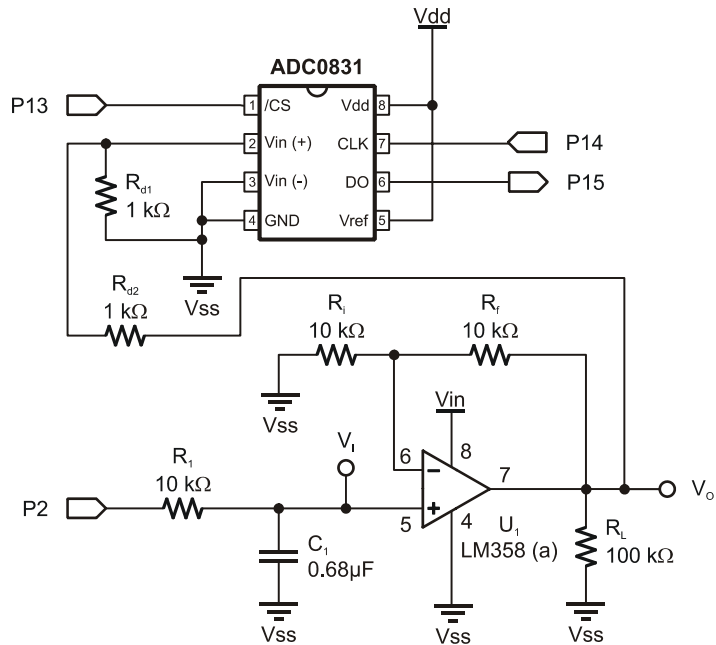 Vdd
ADC0831
P13
1 /CS
Vdd 8
2 Vin (+)
CLK 7
P14
3 Vin (-)
DO 6
P15
4 GND
Vref 5
Rd1
1 kΩ
Vss
Rd2
1 kΩ
Ri
10 kΩ
Rf
10 kΩ
Vss
Vin
8
VI
6
7
VO
P2
R1
10 kΩ
5
4
U1
LM358 (a)
RL
100 kΩ
C1
0.68µF
Vss
Vss
Vss